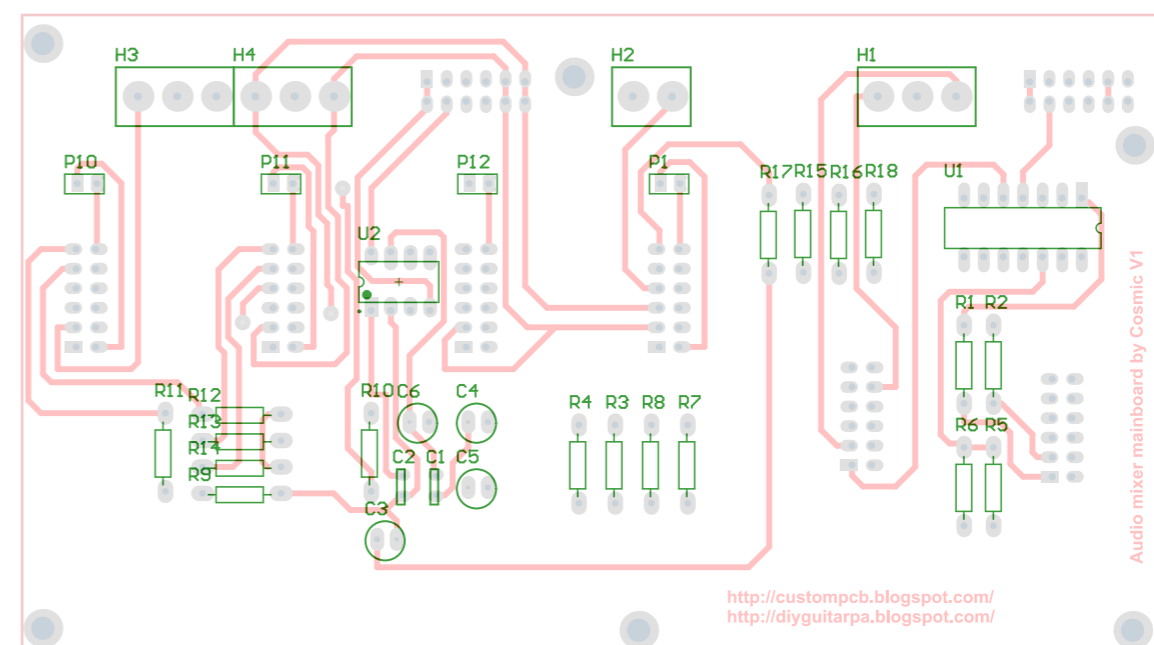 H3
H4
H2
H1
P10
P11
P12
P1
R17
R15
R16
R18
U1
U2
R1
R2
R11
R12
R10
C6
C4
R4
R3
R8
R7
R13
R6
R5
R14
C2
C1
C5
R9
C3
Audio mixer mainboard by Cosmic V1
http://custompcb.blogspot.com/
http://diyguitarpa.blogspot.com/